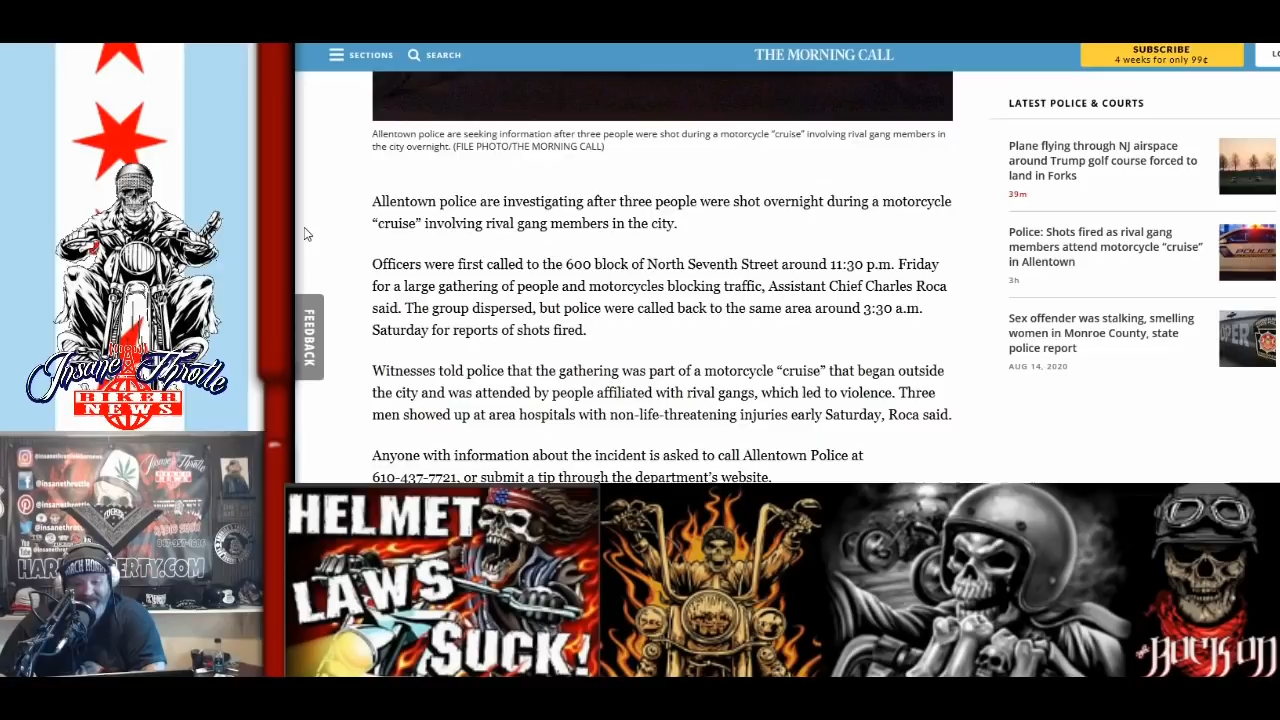 SECTIONS
SEARCH
THE MORNING CALL
SUBSCRIBE
4 weeks for only 99¢
Allentown police are seeking information after three people were shot during a motorcycle “cruise” involving rival gang members in
the city overnight. (FILE PHOTO/THE MORNING CALL)
Allentown police are investigating after three people were shot overnight during a motorcycle
“cruise” involving rival gang members in the city.
Officers were first called to the 600 block of North Seventh Street around 11:30 p.m. Friday
for a large gathering of people and motorcycles blocking traffic, Assistant Chief Charles Roca
said. The group dispersed, but police were called back to the same area around 3:30 a.m.
Saturday for reports of shots fired.
Witnesses told police that the gathering was part of a motorcycle “cruise” that began outside
the city and was attended by people affiliated with rival gangs, which led to violence. Three
men showed up at area hospitals with non-life-threatening injuries early Saturday, Roca said.
Anyone with information about the incident is asked to call Allentown Police at
610-437-7721, or submit a tip through the department’s website.
FEEDBACK
LATEST POLICE & COURTS
Plane flying through NJ airspace
around Trump golf course forced to
land in Forks
39m
Police: Shots fired as rival gang
members attend motorcycle “cruise”
in Allentown
3h
POLICE
Sex offender was stalking, smelling
women in Monroe County, state
police report
AUG 14, 2020
Insane Throttle
BIKER
NEWS
@insanethrottle
@insanethrottle
HELMET
LAWS
SUCK!
ROCK ON